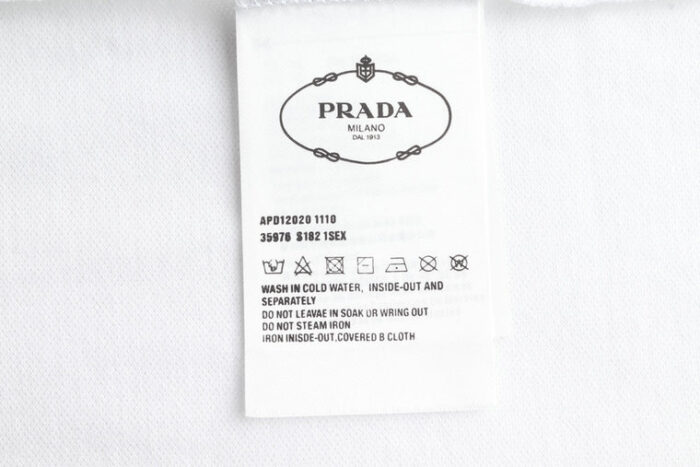 PRADA
MILANO
DAL 1913
APD12020 1110
35976 S182 1SEX
WASH IN COLD WATER, INSIDE-OUT AND
SEPARATELY
DO NOT LEAVAE IN SOAK OR WRING OUT
DO NOT STEAM IRON
IRON INISDE-OUT,COVERED B CLOTH